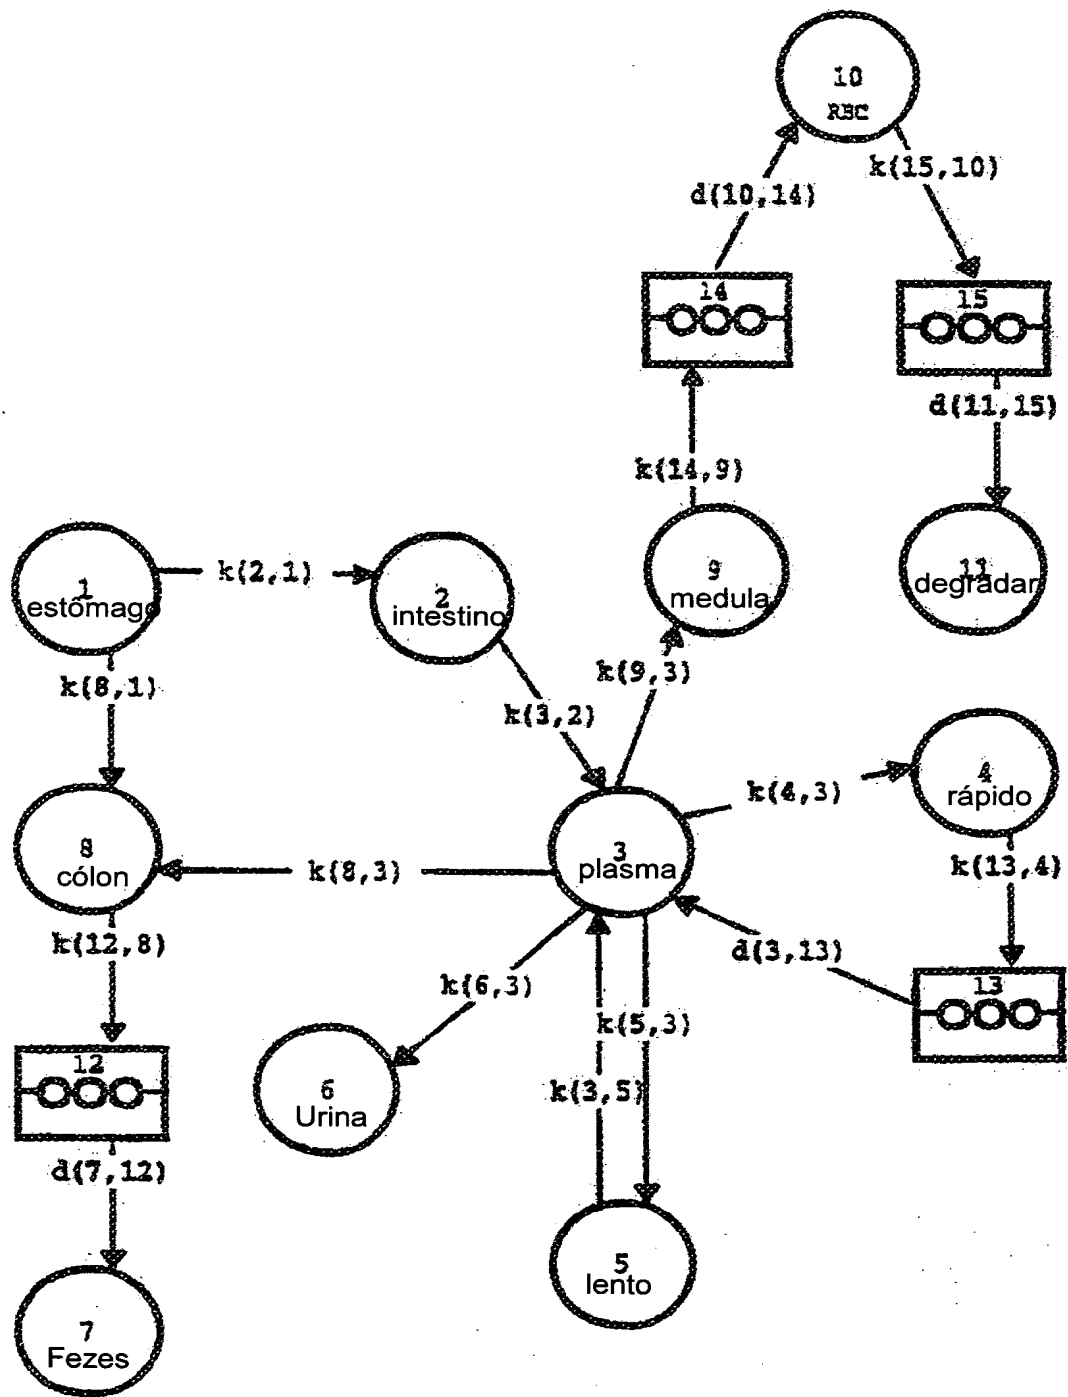 10
RBC
k(15,10)
d(10,14)
14
15
d(11,15)
k(14,9)
1
estômago
k(2,1)
2
intestino
9
medula
11
degradar
k(8,1)
k(9,3)
k(3,2)
4
rápido
k(4,3)
8
cólon
3
plasma
k(8,3)
k(13,4)
k(12,8)
d(3,13)
k(6,3)
13
k(5,3)
12
6
Urina
k(3,5)
d(7,12)
5
lento
7
Fezes